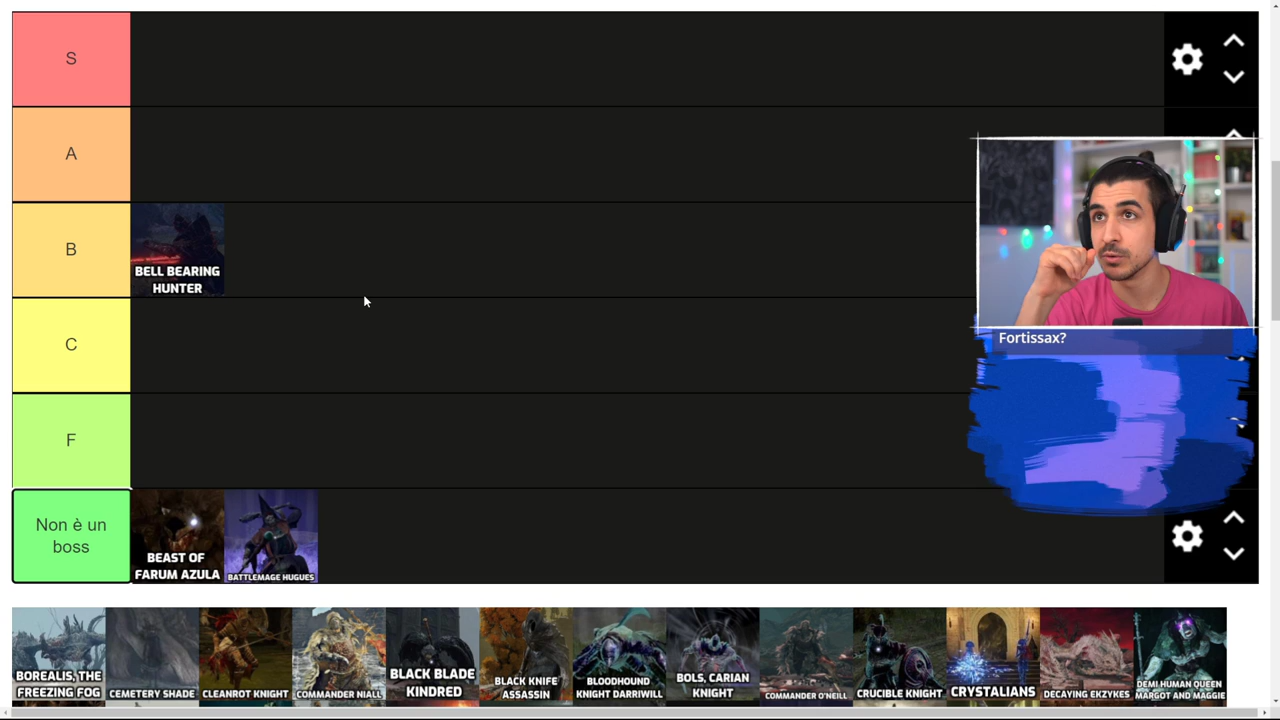 S
A
B
BELL BEARING
HUNTER
C
Fortissax?
F
Non è un
boss
BEAST OF
FARUM AZULA
BATTLEMAGE HUGUES
BOREALIS, THE
FREEZING FOG
CEMETERY SHADE
CLEANROT KNIGHT
COMMANDER NIALL
BLACK BLADE
KINDRED
BLACK KNIFE
ASSASSIN
BLOODHOUND
KNIGHT DARRIWILL
BOLS, CARIAN
KNIGHT
COMMANDER O'NEILL
CRUCIBLE KNIGHT
CRYSTALIANS
DECAYING EKZYKES
DEMI HUMAN QUEEN
MARGOT AND MAGGIE